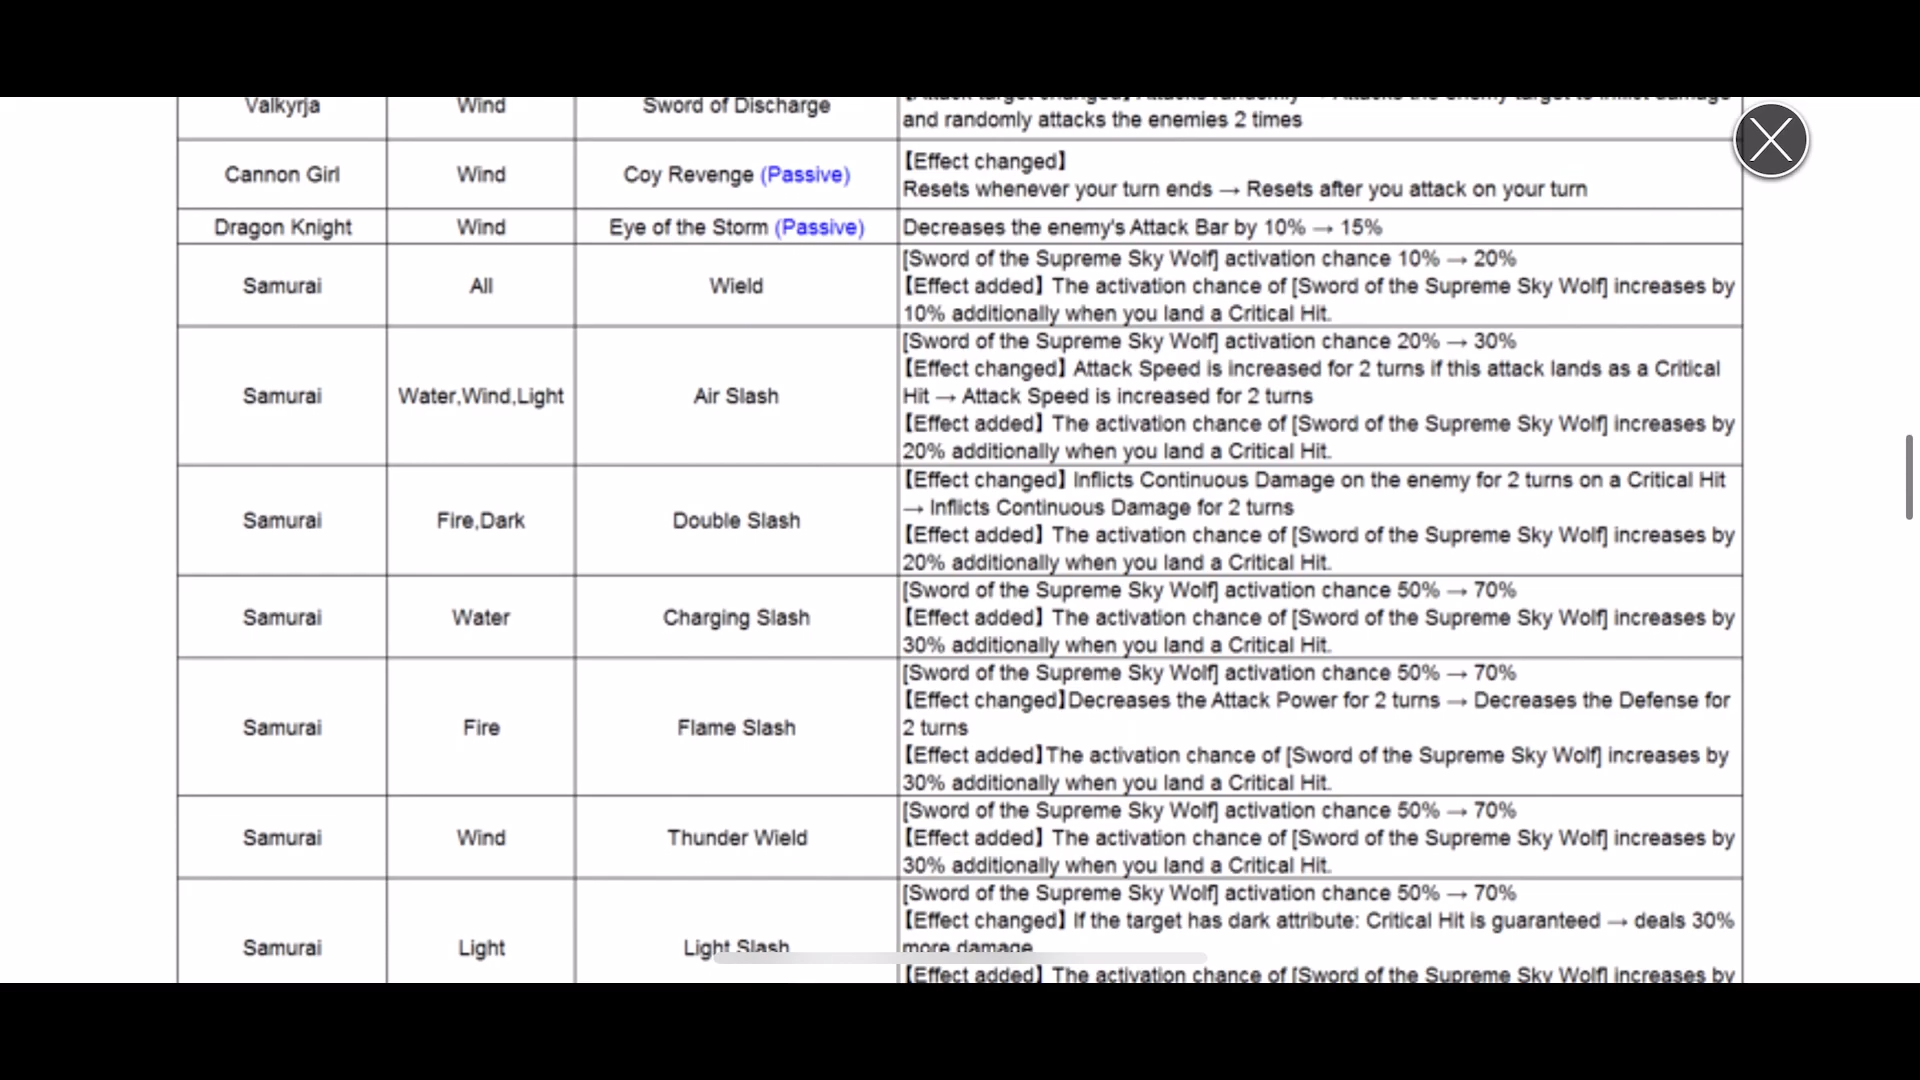 Valkyrja Wind Sword of Discharge
and randomly attacks the enemies 2 times
Cannon Girl Wind Coy Revenge (Passive)
【Effect changed】
Resets whenever your turn ends → Resets after you attack on your turn
Dragon Knight Wind Eye of the Storm (Passive) Decreases the enemy's Attack Bar by 10% → 15%
Samurai All Wield
[Sword of the Supreme Sky Wolf] activation chance 10% → 20%
【Effect added】 The activation chance of [Sword of the Supreme Sky Wolf] increases by
10% additionally when you land a Critical Hit.
Samurai Water,Wind,Light Air Slash
[Sword of the Supreme Sky Wolf] activation chance 20% → 30%
【Effect changed】 Attack Speed is increased for 2 turns if this attack lands as a Critical
Hit → Attack Speed is increased for 2 turns
【Effect added】 The activation chance of [Sword of the Supreme Sky Wolf] increases by
20% additionally when you land a Critical Hit.
Samurai Fire,Dark Double Slash
【Effect changed】 Inflicts Continuous Damage on the enemy for 2 turns on a Critical Hit
→ Inflicts Continuous Damage for 2 turns
【Effect added】 The activation chance of [Sword of the Supreme Sky Wolf] increases by
20% additionally when you land a Critical Hit.
Samurai Water Charging Slash
[Sword of the Supreme Sky Wolf] activation chance 50% → 70%
【Effect added】 The activation chance of [Sword of the Supreme Sky Wolf] increases by
30% additionally when you land a Critical Hit.
Samurai Fire Flame Slash
[Sword of the Supreme Sky Wolf] activation chance 50% → 70%
【Effect changed】Decreases the Attack Power for 2 turns → Decreases the Defense for
2 turns
【Effect added】The activation chance of [Sword of the Supreme Sky Wolf] increases by
30% additionally when you land a Critical Hit.
Samurai Wind Thunder Wield
[Sword of the Supreme Sky Wolf] activation chance 50% → 70%
【Effect added】 The activation chance of [Sword of the Supreme Sky Wolf] increases by
30% additionally when you land a Critical Hit.
Samurai Light Light Slash
[Sword of the Supreme Sky Wolf] activation chance 50% → 70%
【Effect changed】 If the target has dark attribute: Critical Hit is guaranteed → deals 30%
more damage
【Effect added】 The activation chance of [Sword of the Supreme Sky Wolf] increases by